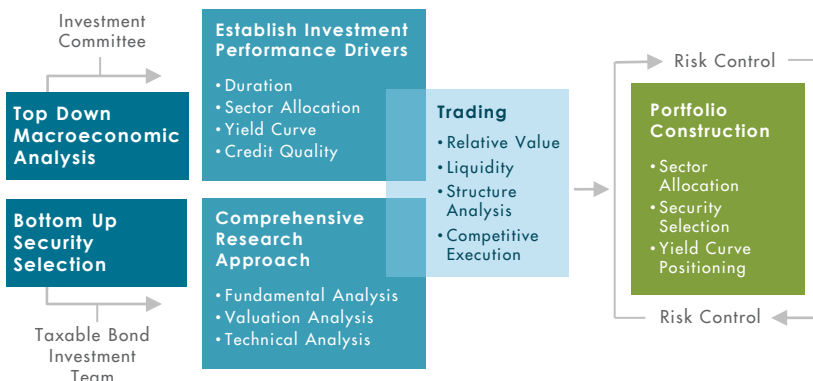 Investment
Committee
Top Down
Macroeconomic
Analysis
Bottom Up
Security
Selection
Taxable Bond
Investment
Team
Establish Investment
Performance Drivers
• Duration
• Sector Allocation
• Yield Curve
• Credit Quality
Comprehensive
Research
Approach
• Fundamental Analysis
• Valuation Analysis
• Technical Analysis
Trading
• Relative Value
• Liquidity
• Structure
Analysis
• Competitive
Execution
Risk Control
Portfolio
Construction
• Sector
Allocation
• Security
Selection
• Yield Curve
Positioning
Risk Control